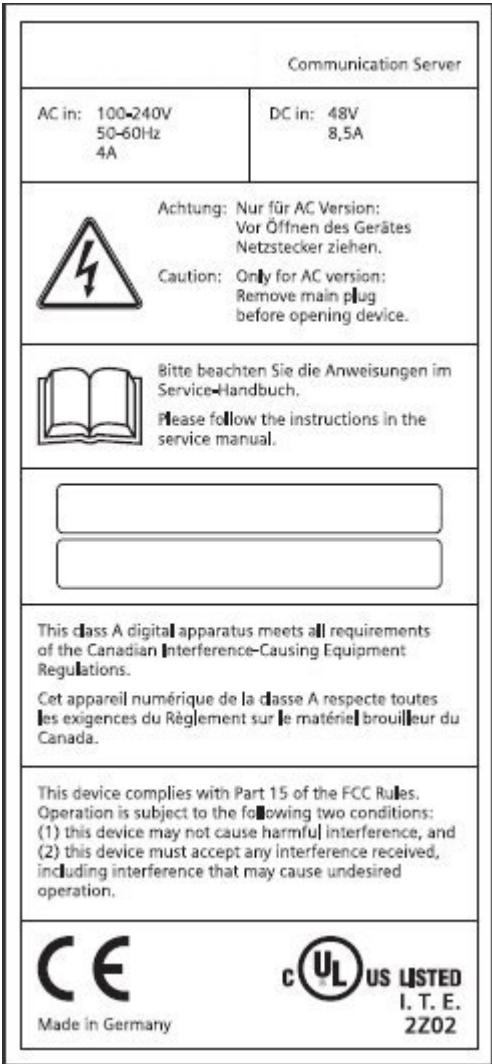 Communication Server
AC in: 100-240V
50-60Hz
4A
DC in: 48V
8,5A
Achtung: Nur für AC Version:
Vor Öffnen des Gerätes
Netzstecker ziehen.
Caution: Only for AC version:
Remove main plug
before opening device.
Bitte beachten Sie die Anweisungen im
Service-Handbuch.
Please follow the instructions in the
service manual.
This class A digital apparatus meets all requirements
of the Canadian Interference-Causing Equipment
Regulations.
Cet appareil numérique de la classe A respecte toutes
les exigences du Règlement sur le matériel brouilleur du
Canada.
This device complies with Part 15 of the FCC Rules.
Operation is subject to the following two conditions:
(1) this device may not cause harmful interference, and
(2) this device must accept any interference received,
including interference that may cause undesired
operation.
CE
Made in Germany
C UL US LISTED
I. T. E.
2Z02